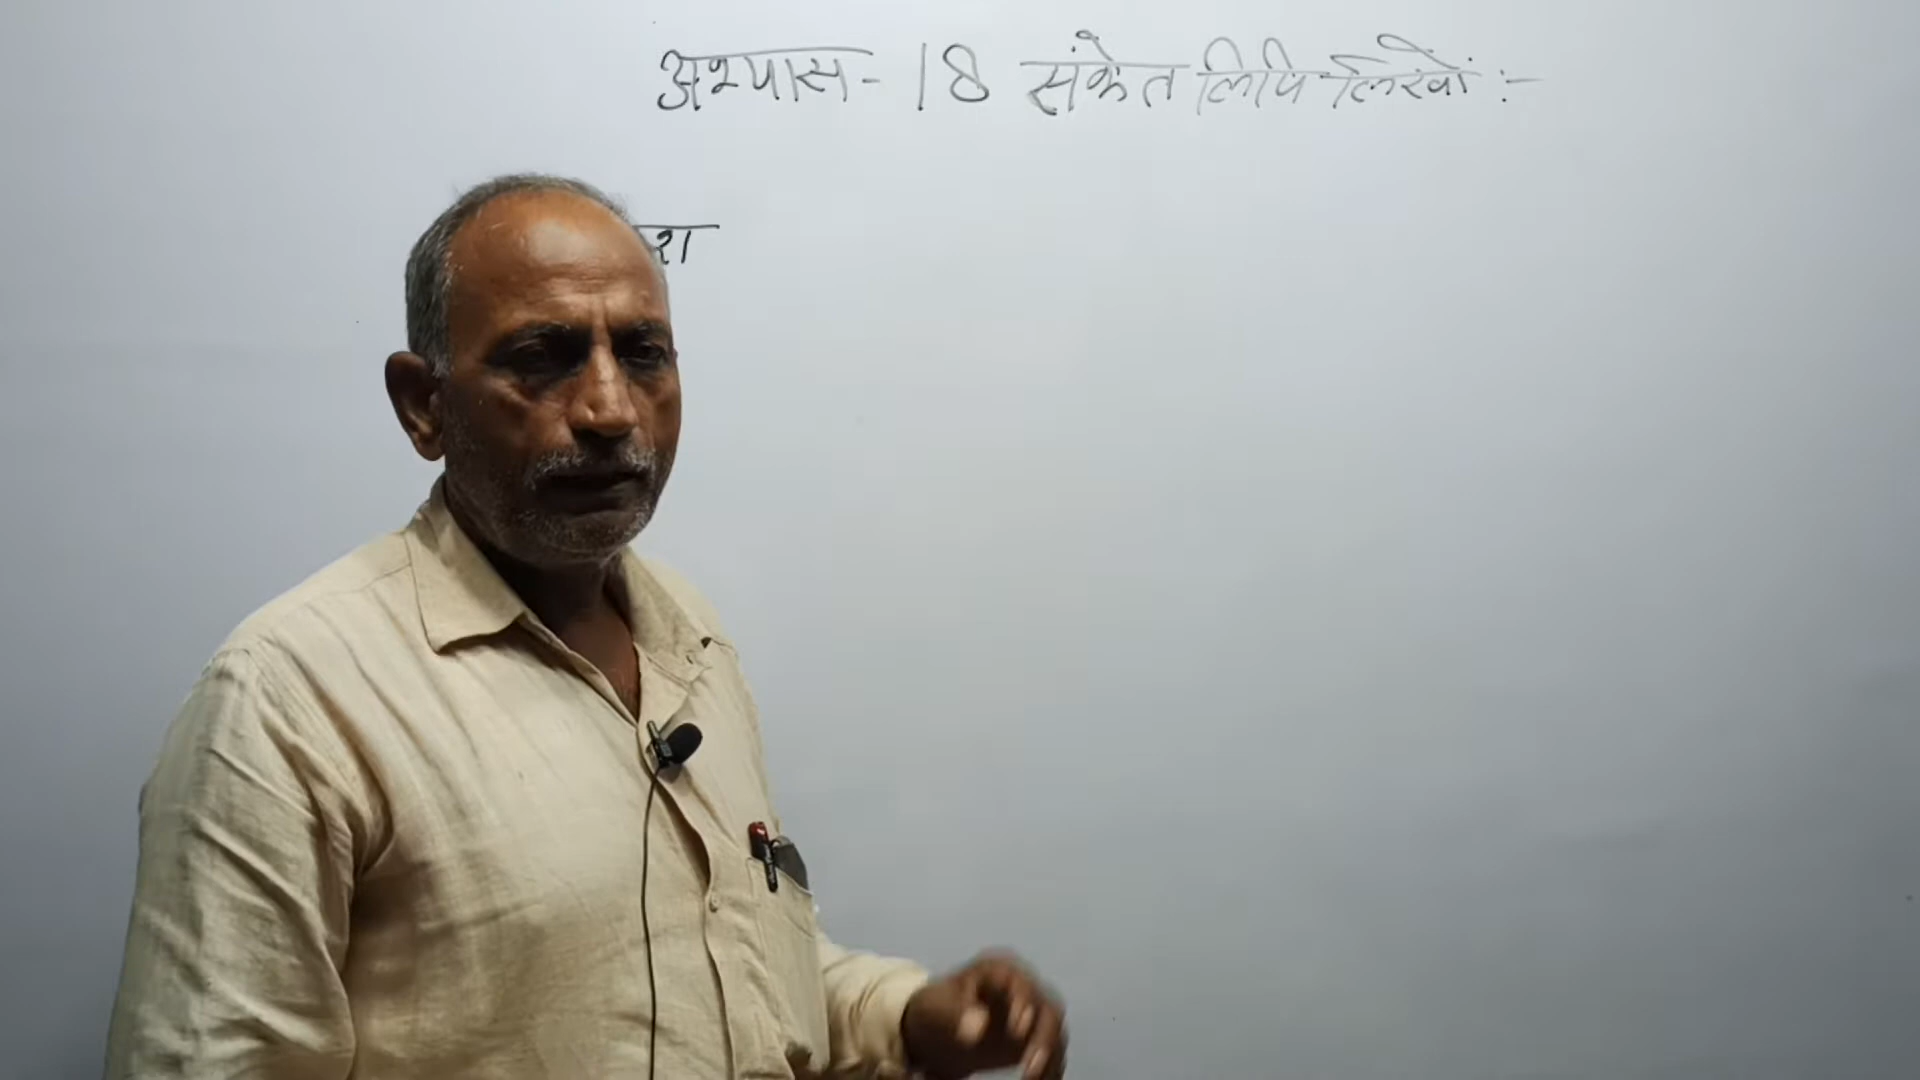 अभ्यास - 18 संकेत लिपि लिखों :-